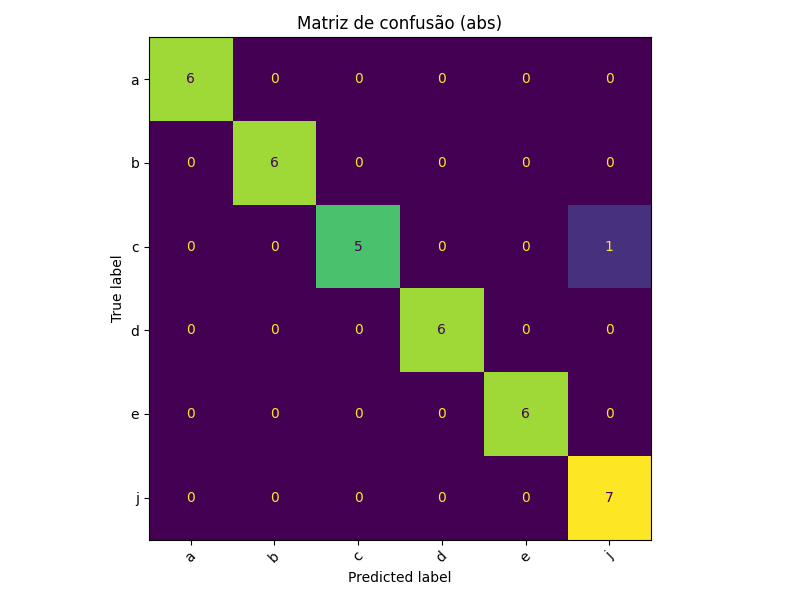 Matriz de confusão (abs)
True label
a 6 0 0 0 0 0
b 0 6 0 0 0 0
c 0 0 5 0 0 1
d 0 0 0 6 0 0
e 0 0 0 0 6 0
j 0 0 0 0 0 7
a b c d e j
Predicted label